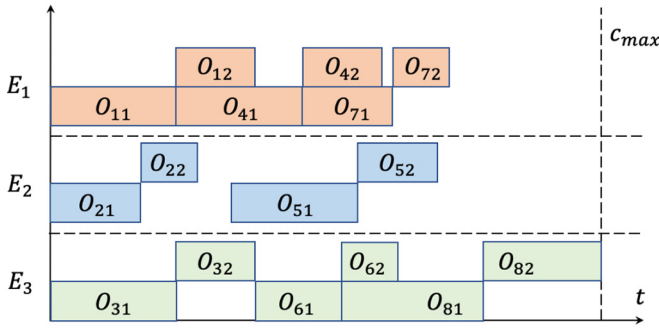 c_max
O_12 O_42 O_72
E_1
O_11 O_41 O_71
O_22 O_52
E_2
O_21 O_51
O_32 O_62 O_82
E_3
O_31 O_61 O_81 t